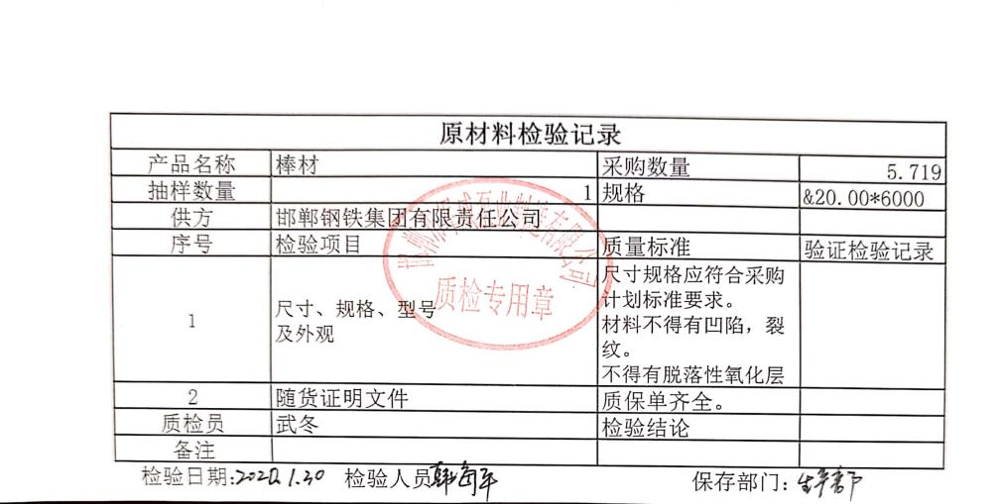 原材料检验记录
产品名称 棒材 采购数量 5.719
抽样数量 1 规格 &20.00*6000
供方 邯郸钢铁集团有限责任公司
序号 检验项目 质量标准 验证检验记录
1 尺寸、规格、型号及外观 尺寸规格应符合采购计划标准要求。
材料不得有凹陷，裂纹。
不得有脱落性氧化层
2 随货证明文件 质保单齐全。
质检员 武冬 检验结论
备注
检验日期: 检验人员 保存部门: 生产部
质检专用章